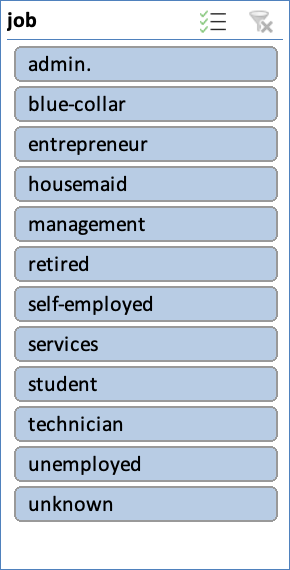 job
admin.
blue-collar
entrepreneur
housemaid
management
retired
self-employed
services
student
technician
unemployed
unknown